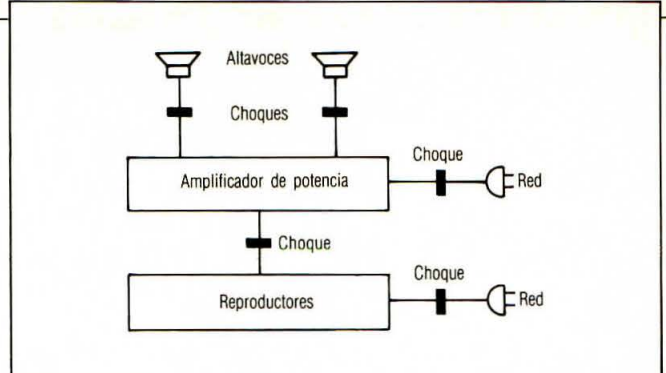 Altavoces
Choques
Choque
Amplificador de potencia
Red
Choque
Choque
Reproductores
Red